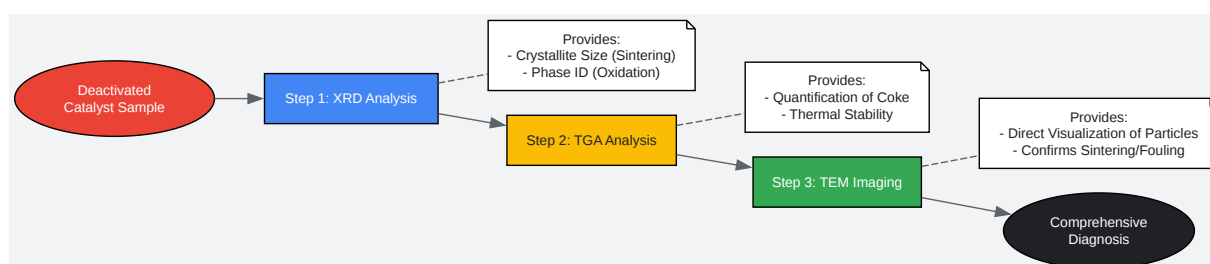 Deactivated
Catalyst Sample
Step 1: XRD Analysis
Provides:
- Crystallite Size (Sintering)
- Phase ID (Oxidation)
Step 2: TGA Analysis
Provides:
- Quantification of Coke
- Thermal Stability
Step 3: TEM Imaging
Provides:
- Direct Visualization of Particles
- Confirms Sintering/Fouling
Comprehensive
Diagnosis